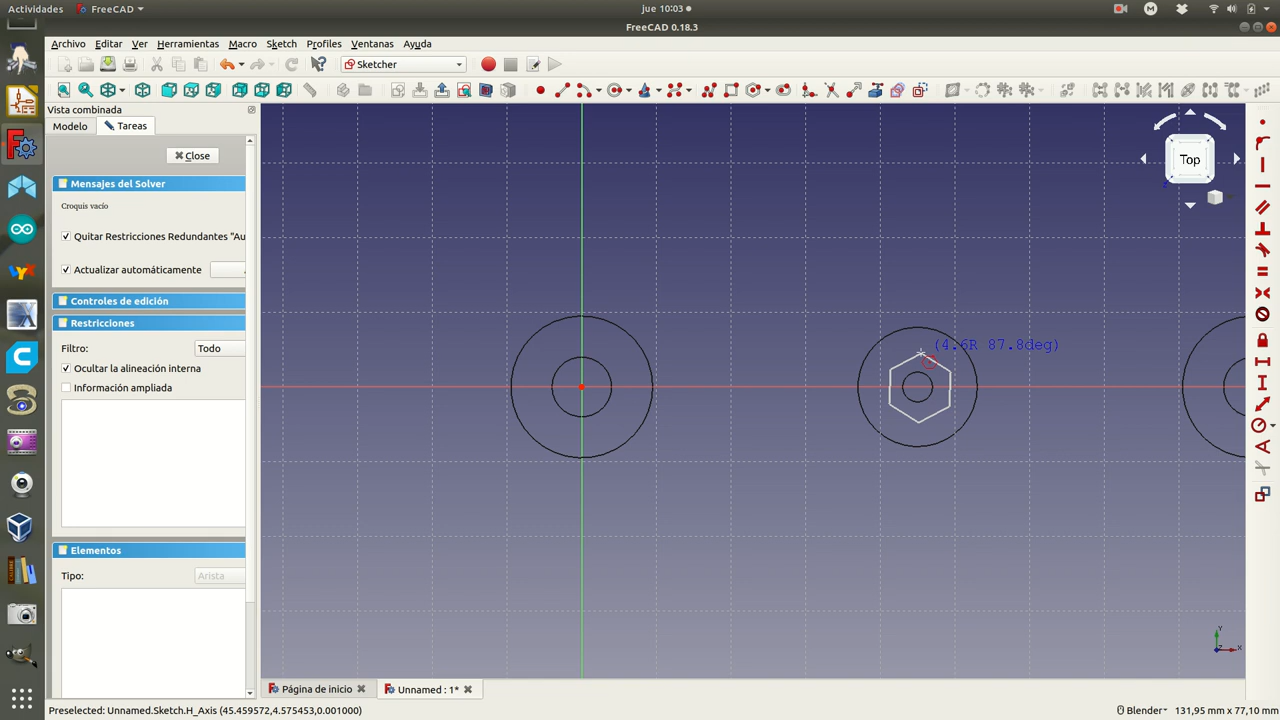 Actividades
FreeCAD
jue 10:03
FreeCAD 0.18.3
Archivo Editar Ver Herramientas Macro Sketch Profiles Ventanas Ayuda
Sketcher
Vista combinada
Modelo Tareas
Close
Mensajes del Solver
Croquis vacío
Quitar Restricciones Redundantes "Au
Actualizar automáticamente
Controles de edición
Restricciones
Filtro: Todo
Ocultar la alineación interna
Información ampliada
Elementos
Tipo: Arista
(4.6R 87.8deg)
Top
Y
Z X
Página de inicio
Unnamed : 1*
Preselected: Unnamed.Sketch.H_Axis (45.459572,4.575453,0.001000)
Blender 131,95 mm x 77,10 mm